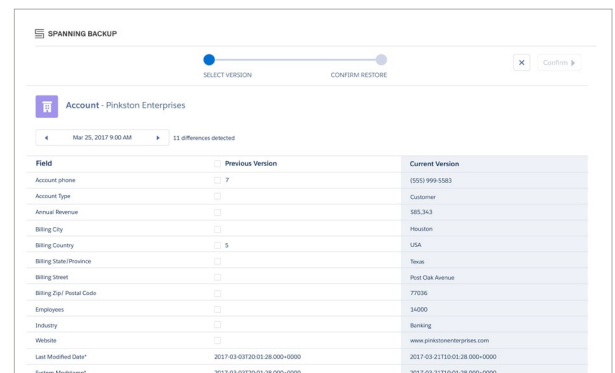 SPANNING BACKUP
SELECT VERSION CONFIRM RESTORE
Confirm
Account - Pinkston Enterprises
Mar 25, 2017 9:00 AM 11 differences detected
Field Previous Version Current Version
Account phone 7 (555) 999-5583
Account Type Customer
Annual Revenue $85,343
Billing City Houston
Billing Country 5 USA
Billing State/Province Texas
Billing Street Post Oak Avenue
Billing Zip/ Postal Code 77036
Employees 14000
Industry Banking
Website www.pinkstonenterprises.com
Last Modified Date* 2017-03-03T20:01:28.000+0000 2017-03-21T10:01:28.000+0000